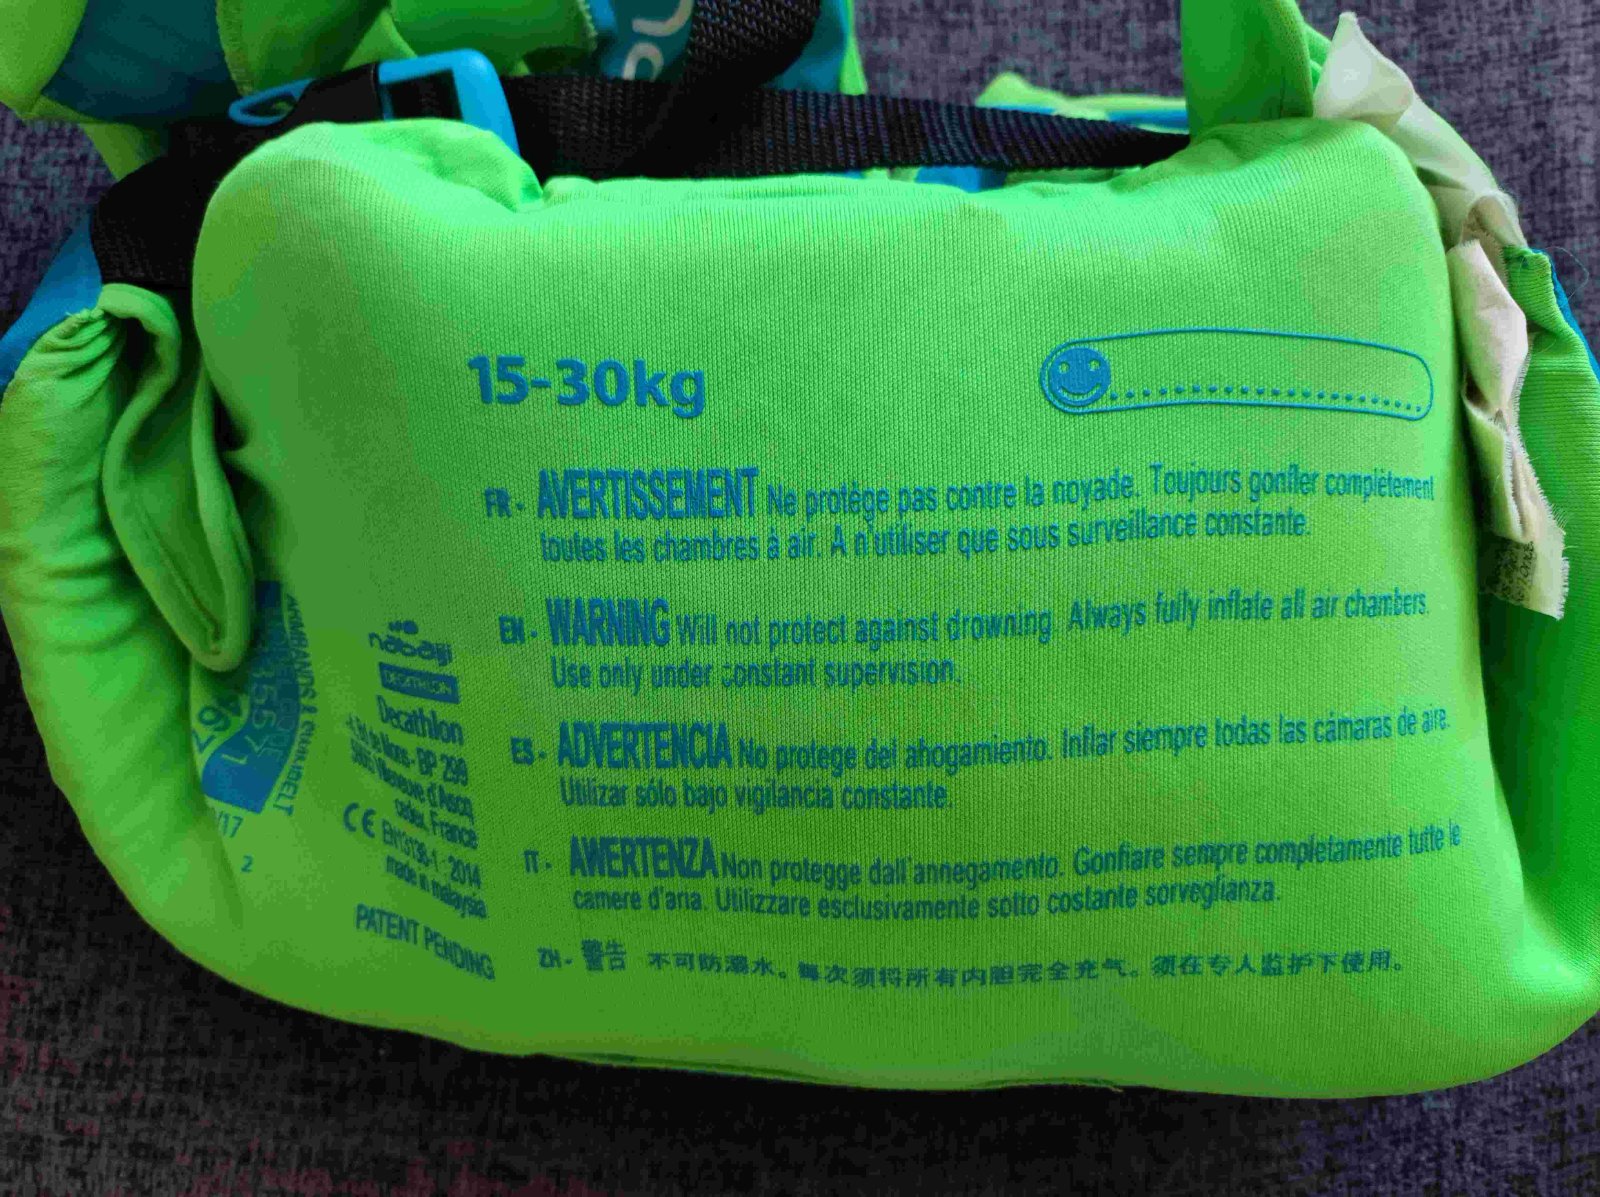 15-30kg
FR - AVERTISSEMENT Ne protège pas contre la noyade. Toujours gonfler complètement
toutes les chambres à air. A n'utiliser que sous surveillance constante.
EN - WARNING Will not protect against drowning. Always fully inflate all air chambers.
Use only under constant supervision.
ES - ADVERTENCIA No protege del ahogamiento. Inflar siempre todas las cámaras de aire.
Utilizar sólo bajo vigilancia constante.
IT - AVVERTENZA Non protegge dall'annegamento. Gonfiare sempre completamente tutte le
camere d'aria. Utilizzare esclusivamente sotto costante sorveglianza.
ZH - 警告 不可防溺水。每次须将所有内胆完全充气。须在专人监护下使用。
nabaiji
DECATHLON
Decathlon
4, Bd de Mons - BP 299
59665 Villeneuve d'Ascq
cedex, France
CE EN13138-1 : 2014
made in malaysia
PATENT PENDING
/17
2